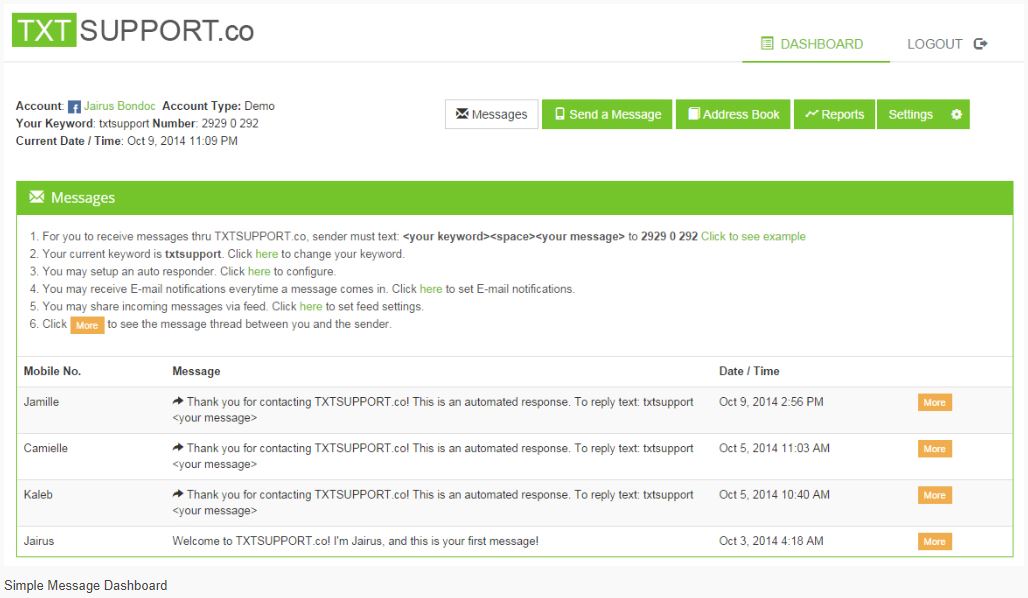 TXTSUPPORT.co
DASHBOARD
LOGOUT
Account: Jairus Bondoc Account Type: Demo
Your Keyword: txtsupport Number: 2929 0 292
Current Date / Time: Oct 9, 2014 11:09 PM
Messages
Send a Message
Address Book
Reports
Settings
Messages
1. For you to receive messages thru TXTSUPPORT.co, sender must text: <your keyword><space><your message> to 2929 0 292 Click to see example
2. Your current keyword is txtsupport. Click here to change your keyword.
3. You may setup an auto responder. Click here to configure.
4. You may receive E-mail notifications everytime a message comes in. Click here to set E-mail notifications.
5. You may share incoming messages via feed. Click here to set feed settings.
6. Click More to see the message thread between you and the sender.
Mobile No. Message Date / Time
Jamille Thank you for contacting TXTSUPPORT.co! This is an automated response. To reply text: txtsupport Oct 9, 2014 2:56 PM More
<your message>
Camielle Thank you for contacting TXTSUPPORT.co! This is an automated response. To reply text: txtsupport Oct 5, 2014 11:03 AM More
<your message>
Kaleb Thank you for contacting TXTSUPPORT.co! This is an automated response. To reply text: txtsupport Oct 5, 2014 10:40 AM More
<your message>
Jairus Welcome to TXTSUPPORT.co! I'm Jairus, and this is your first message! Oct 3, 2014 4:18 AM More
Simple Message Dashboard